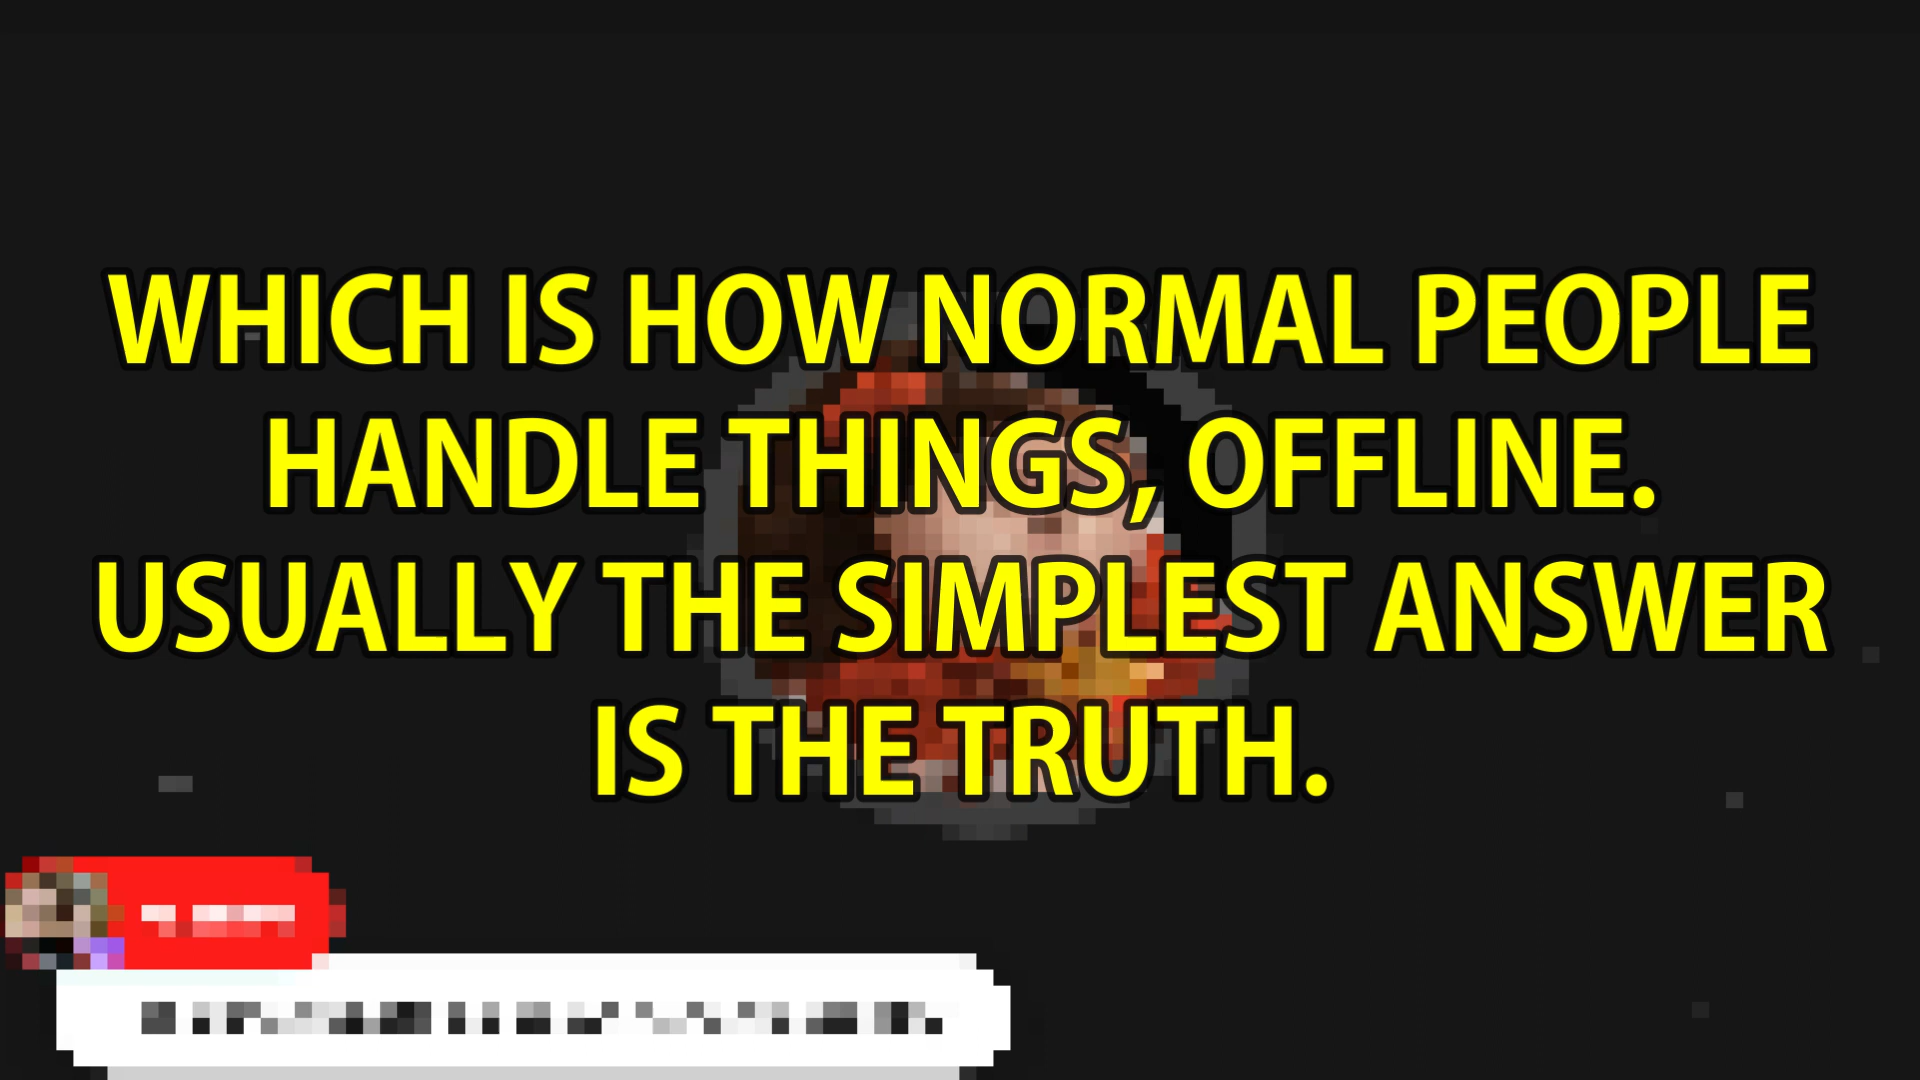 WHICH IS HOW NORMAL PEOPLE
HANDLE THINGS, OFFLINE.
USUALLY THE SIMPLEST ANSWER
IS THE TRUTH.